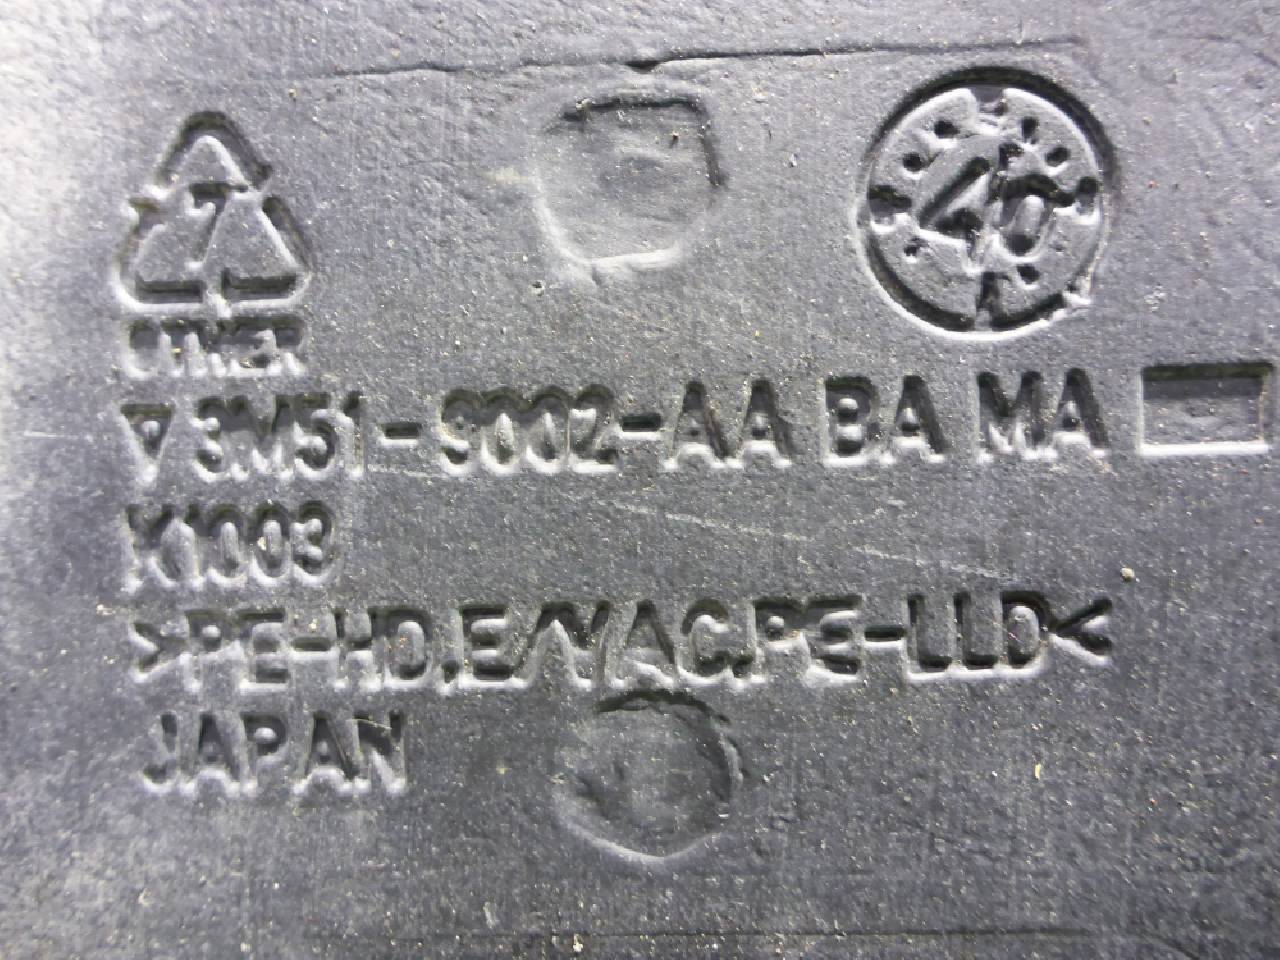 7
40
OTHER
P 3M51-9002-AA BA MA
K1003
>PE-HD,E/VAC,PE-LLD<
JAPAN